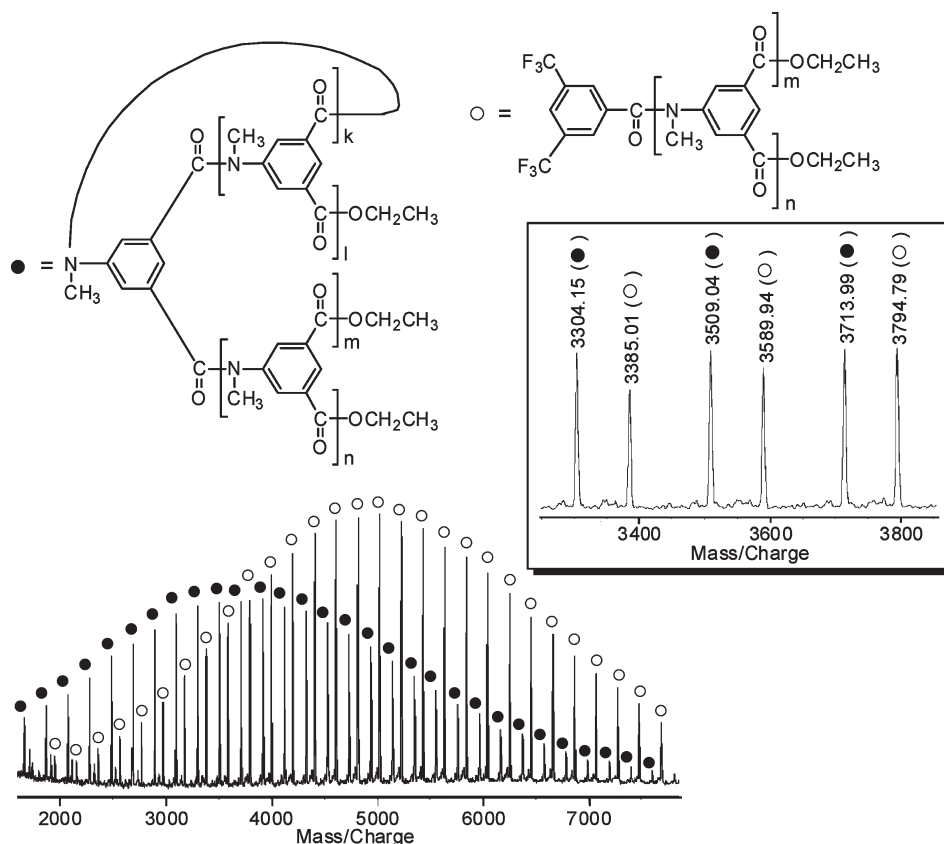 O
C
k
CH3
N
O
C
C
OCH2CH3
O
l
● = N
CH3
O
C
OCH2CH3
m
C
O
N
CH3
C
OCH2CH3
O
n
○ =
F3C
F3C
C
O
N
CH3
O
C
OCH2CH3
m
C
OCH2CH3
O
n
3304.15 (●)
3385.01 (○)
3509.04 (●)
3589.94 (○)
3713.99 (●)
3794.79 (○)
3400 3600 3800
Mass/Charge
2000 3000 4000 5000 6000 7000
Mass/Charge